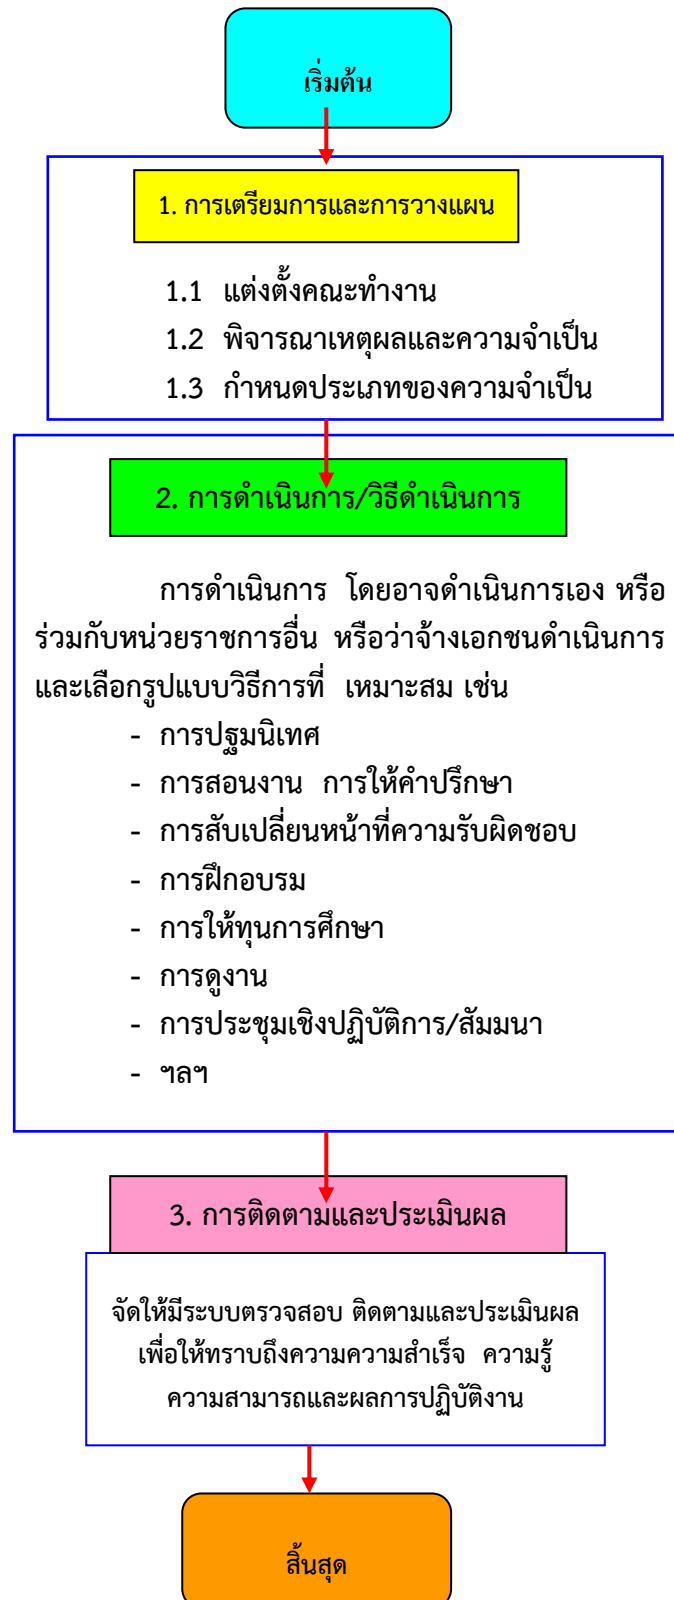 เริ่มต้น
1. การเตรียมการและการวางแผน
1.1 แต่งตั้งคณะทำงาน
1.2 พิจารณาเหตุผลและความจำเป็น
1.3 กำหนดประเภทของความจำเป็น
2. การดำเนินการ/วิธีดำเนินการ
การดำเนินการ โดยอาจดำเนินการเอง หรือ
ร่วมกับหน่วยราชการอื่น หรือว่าจ้างเอกชนดำเนินการ
และเลือกรูปแบบวิธีการที่ เหมาะสม เช่น
- การปฐมนิเทศ
- การสอนงาน การให้คำปรึกษา
- การสับเปลี่ยนหน้าที่ความรับผิดชอบ
- การฝึกอบรม
- การให้ทุนการศึกษา
- การดูงาน
- การประชุมเชิงปฏิบัติการ/สัมมนา
- ฯลฯ
3. การติดตามและประเมินผล
จัดให้มีระบบตรวจสอบ ติดตามและประเมินผล
เพื่อให้ทราบถึงความความสำเร็จ ความรู้
ความสามารถและผลการปฏิบัติงาน
สิ้นสุด